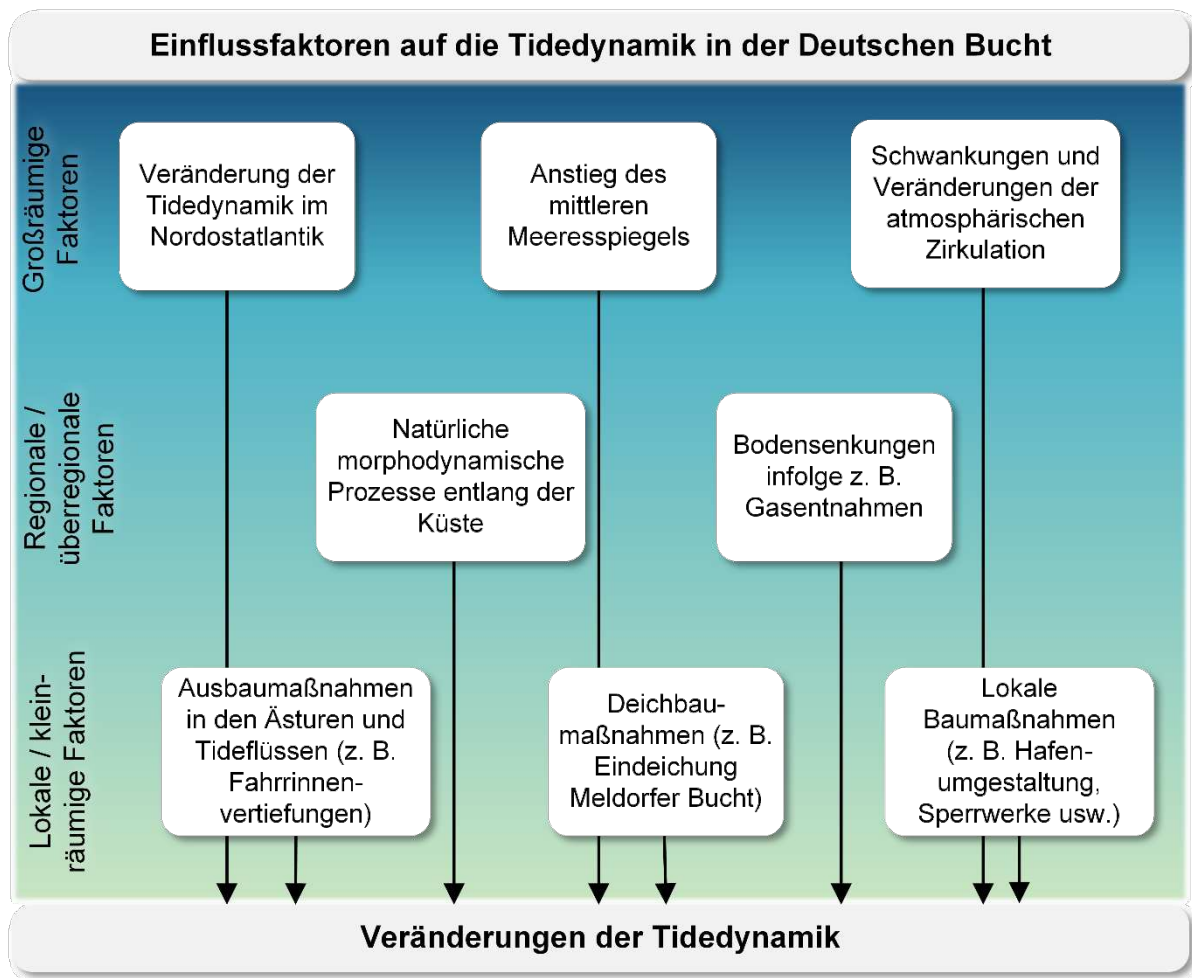 Einflussfaktoren auf die Tidedynamik in der Deutschen Bucht
Großräumige
Faktoren
Veränderung der
Tidedynamik im
Nordostatlantik
Anstieg des
mittleren
Meeresspiegels
Schwankungen und
Veränderungen der
atmosphärischen
Zirkulation
Regionale /
überregionale
Faktoren
Natürliche
morphodynamische
Prozesse entlang der
Küste
Bodensenkungen
infolge z. B.
Gasentnahmen
Lokale / klein-
räumige Faktoren
Ausbaumaßnahmen
in den Ästuren und
Tideflüssen (z. B.
Fahrrinnen-
vertiefungen)
Deichbau-
maßnahmen (z. B.
Eindeichung
Meldorfer Bucht)
Lokale
Baumaßnahmen
(z. B. Hafen-
umgestaltung,
Sperrwerke usw.)
Veränderungen der Tidedynamik